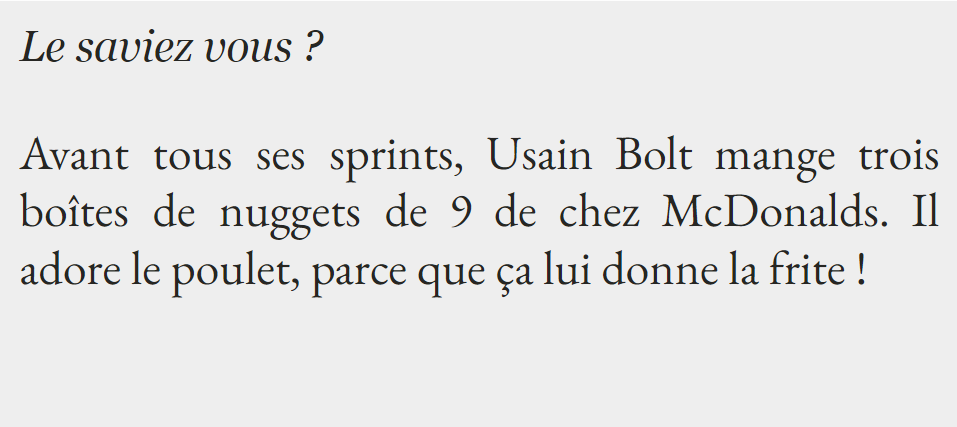 Le saviez vous ?
Avant tous ses sprints, Usain Bolt mange trois
boîtes de nuggets de 9 de chez McDonalds. Il
adore le poulet, parce que ça lui donne la frite !